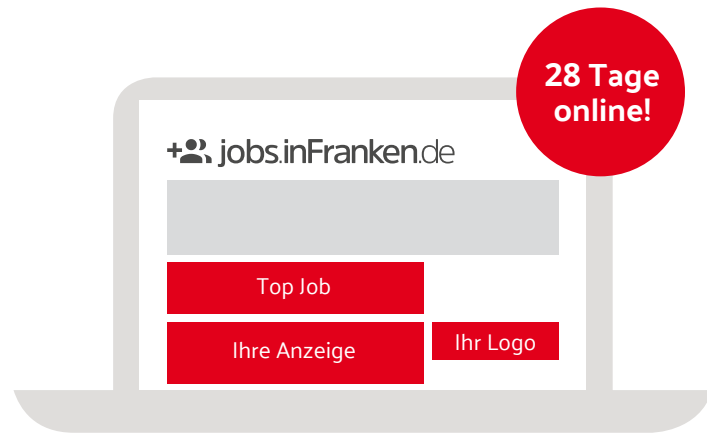 28 Tage
online!
jobs.inFranken.de
Top Job
Ihre Anzeige
Ihr Logo